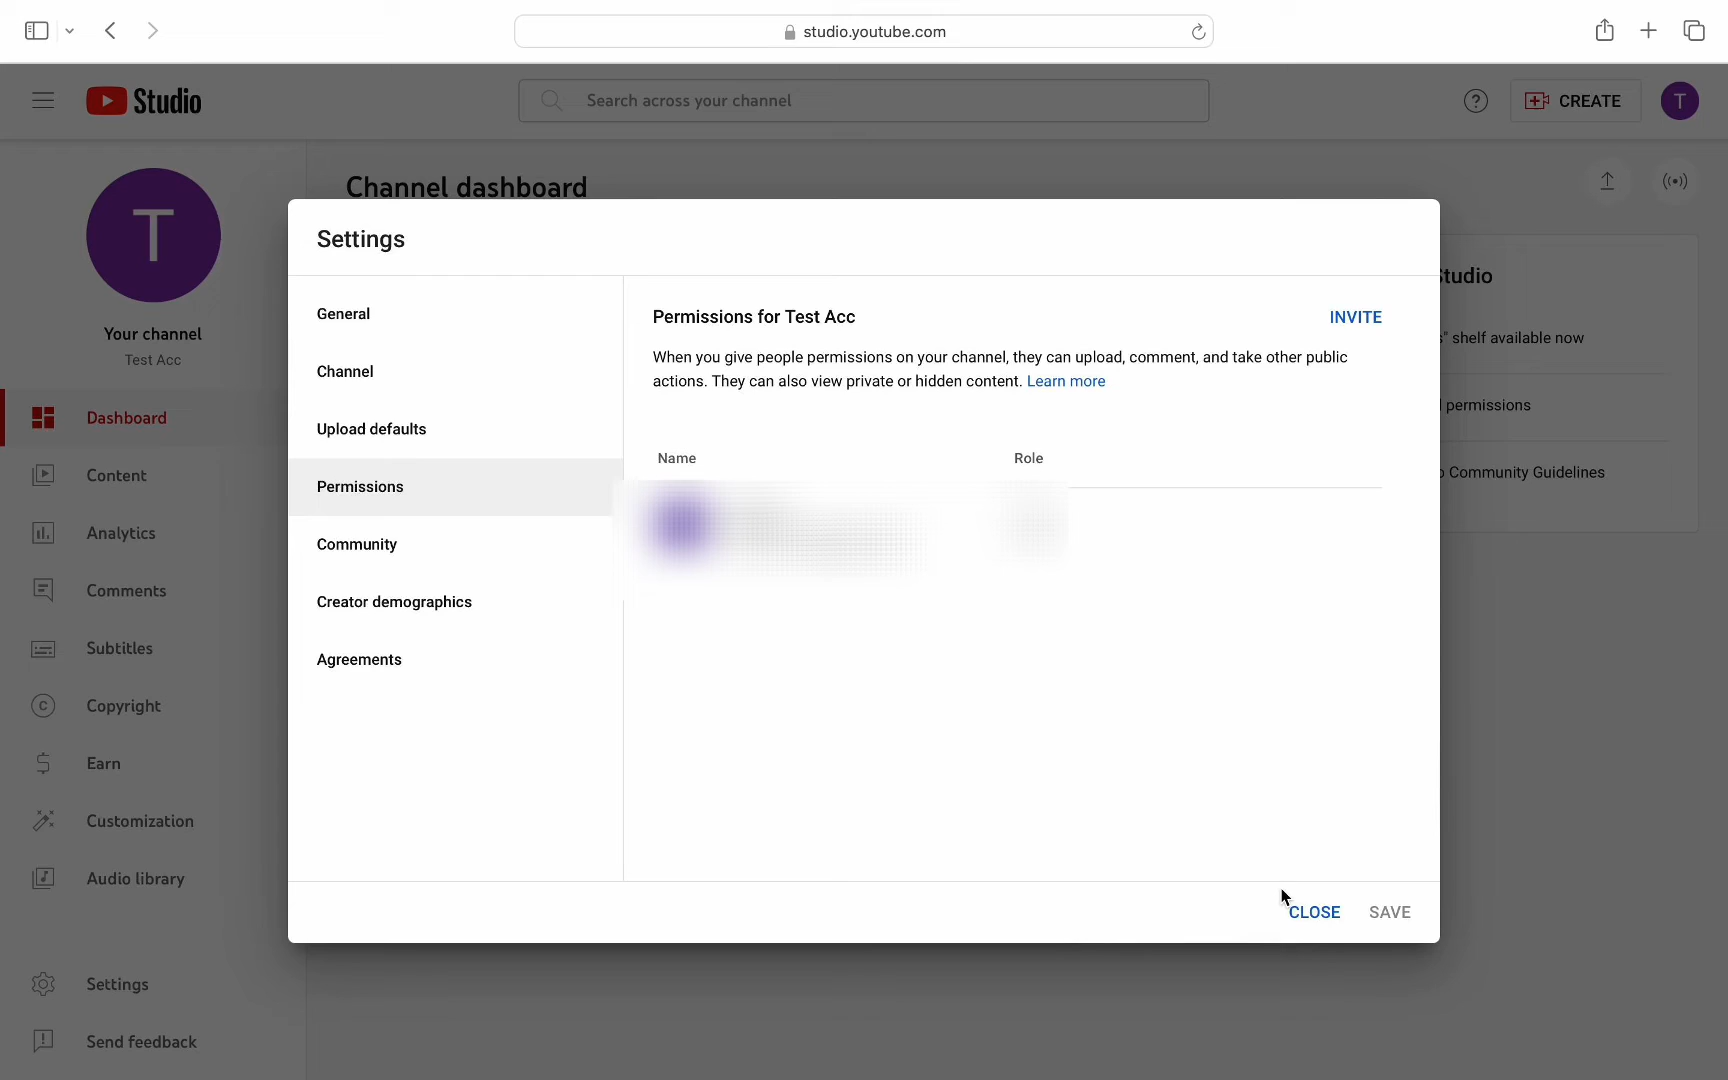 studio.youtube.com
Studio
Search across your channel
?
CREATE
T
Channel dashboard
T
Your channel
Test Acc
Dashboard
Content
Analytics
Comments
Subtitles
Copyright
Earn
Customization
Audio library
Settings
Send feedback
Settings
General
Channel
Upload defaults
Permissions
Community
Creator demographics
Agreements
Permissions for Test Acc
INVITE
When you give people permissions on your channel, they can upload, comment, and take other public
actions. They can also view private or hidden content. Learn more
Name
Role
CLOSE
SAVE
Studio
shelf available now
permissions
Community Guidelines